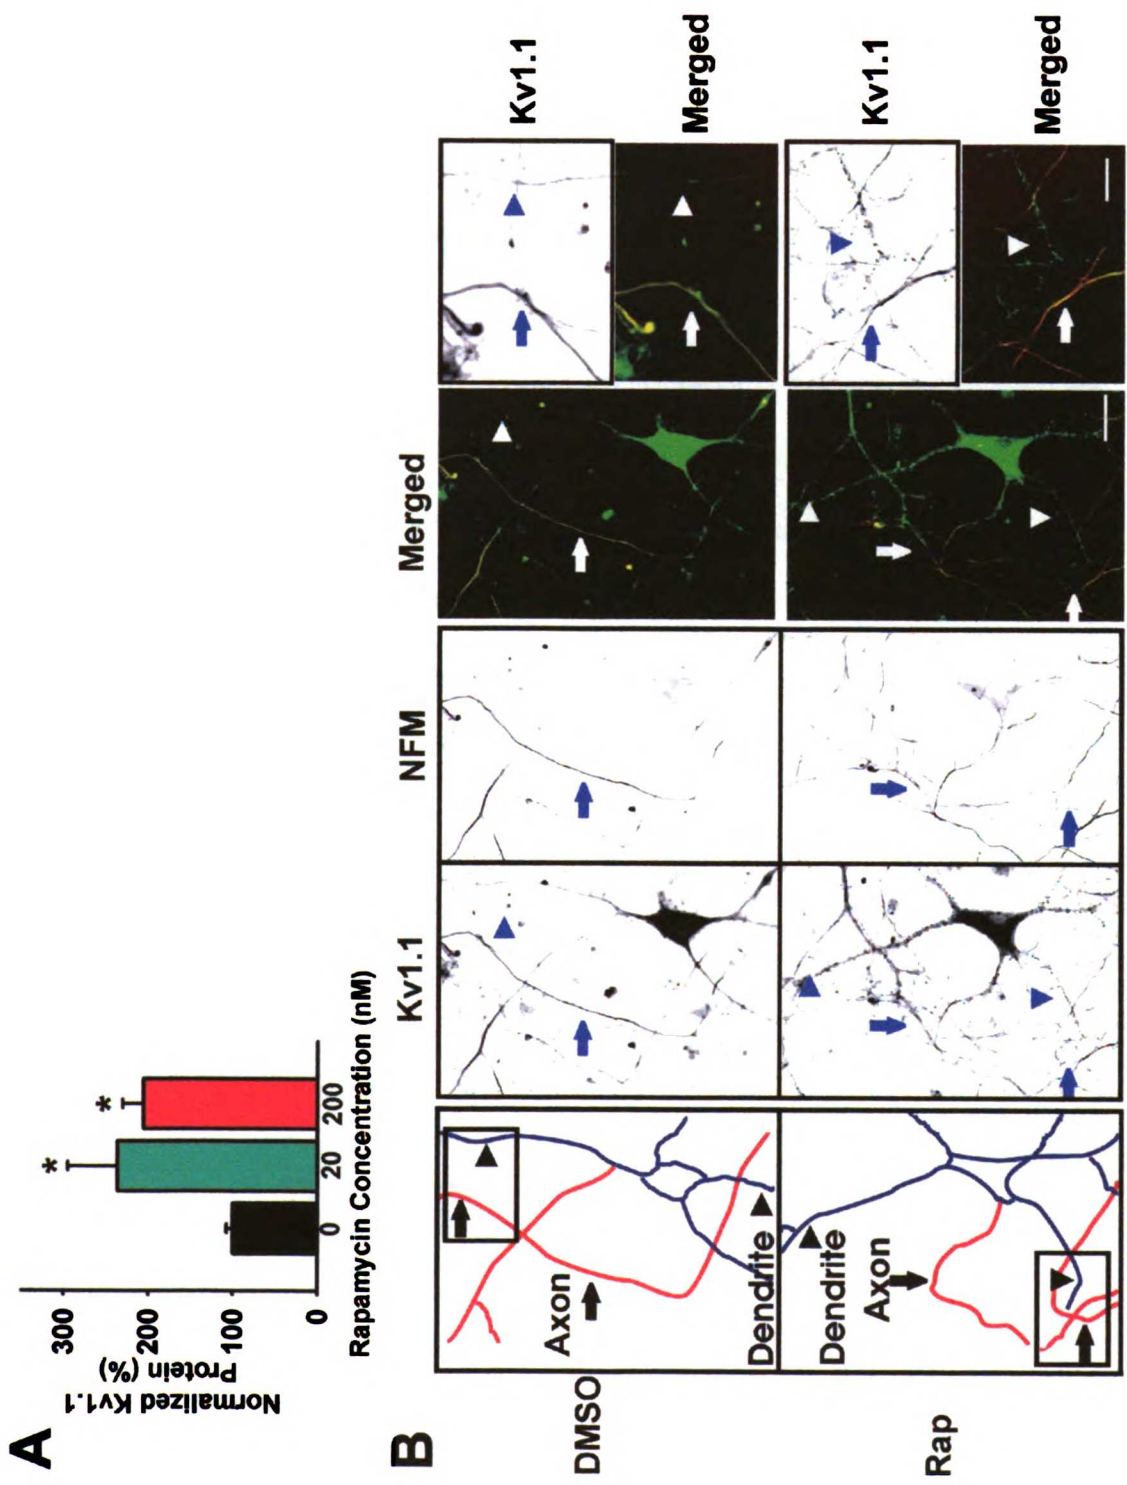 A
Normalized Kv1.1
Protein (%)
300
200
100
0
*
*
0
20
200
Rapamycin Concentration (nM)
B
Kv1.1
NFM
Merged
DMSO
Axon
Dendrite
Kv1.1
Merged
Rap
Dendrite
Axon
Kv1.1
Merged